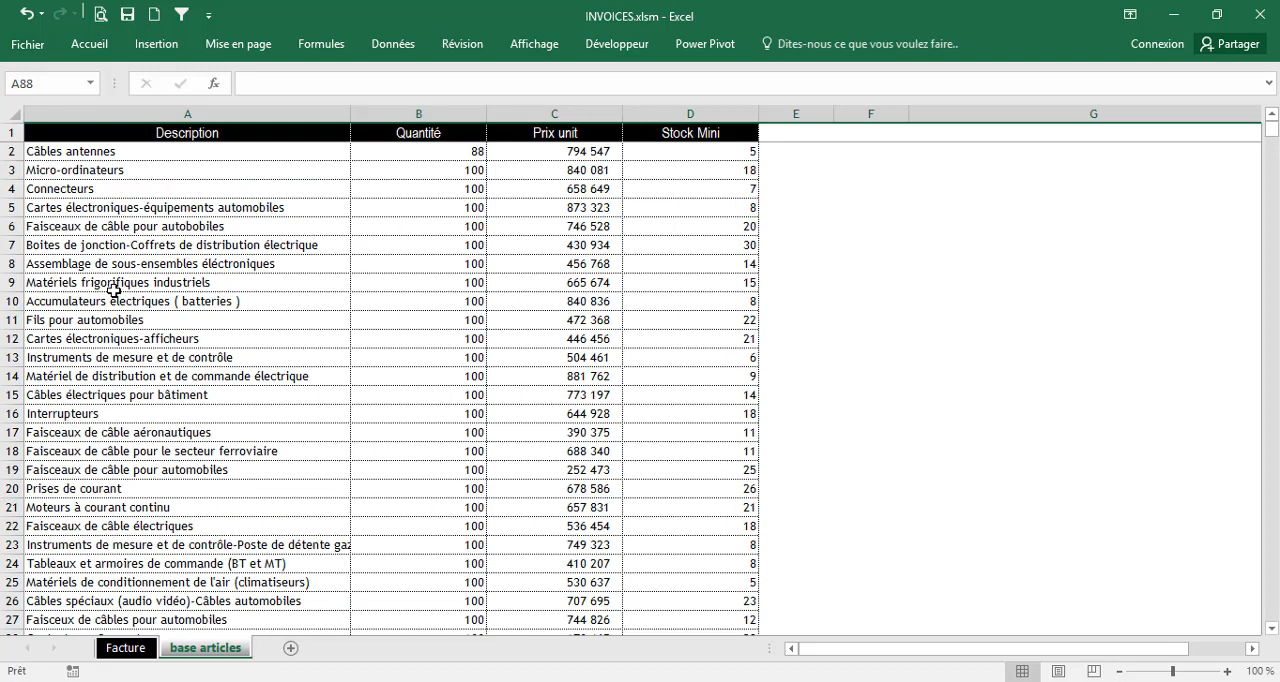 INVOICES.xlsm - Excel
Fichier Accueil Insertion Mise en page Formules Données Révision Affichage Développeur Power Pivot Dites-nous ce que vous voulez faire.. Connexion Partager
A88 fx
A B C D E F G
1 Description Quantité Prix unit Stock Mini
2 Câbles antennes 88 794 547 5
3 Micro-ordinateurs 100 840 081 18
4 Connecteurs 100 658 649 7
5 Cartes électroniques-équipements automobiles 100 873 323 8
6 Faisceaux de câble pour autobobiles 100 746 528 20
7 Boites de jonction-Coffrets de distribution électrique 100 430 934 30
8 Assemblage de sous-ensembles éléctroniques 100 456 768 14
9 Matériels frigorifiques industriels 100 665 674 15
10 Accumulateurs électriques ( batteries ) 100 840 836 8
11 Fils pour automobiles 100 472 368 22
12 Cartes électroniques-afficheurs 100 446 456 21
13 Instruments de mesure et de contrôle 100 504 461 6
14 Matériel de distribution et de commande électrique 100 881 762 9
15 Câbles électriques pour bâtiment 100 773 197 14
16 Interrupteurs 100 644 928 18
17 Faisceaux de câble aéronautiques 100 390 375 11
18 Faisceaux de câble pour le secteur ferroviaire 100 688 340 11
19 Faisceaux de câble pour automobiles 100 252 473 25
20 Prises de courant 100 678 586 26
21 Moteurs à courant continu 100 657 831 21
22 Faisceaux de câble électriques 100 536 454 18
23 Instruments de mesure et de contrôle-Poste de détente gaz 100 749 323 8
24 Tableaux et armoires de commande (BT et MT) 100 410 207 8
25 Matériels de conditionnement de l'air (climatiseurs) 100 530 637 5
26 Câbles spéciaux (audio vidéo)-Câbles automobiles 100 707 695 23
27 Faisceux de câbles pour automobiles 100 744 826 12
Facture base articles
Prêt 100 %